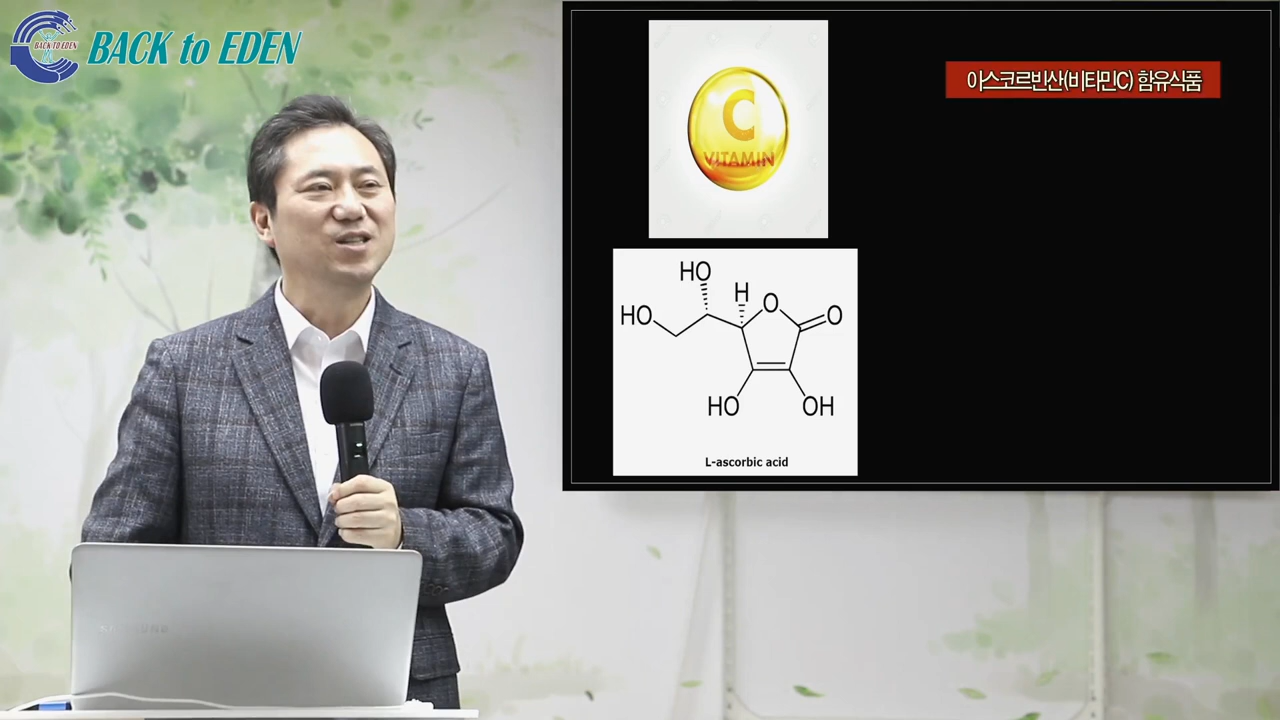 BACK TO EDEN
BACK to EDEN
C
VITAMIN
아스코르빈산(비타민C) 함유식품
HO
H
O
O
HO
HO
OH
L-ascorbic acid